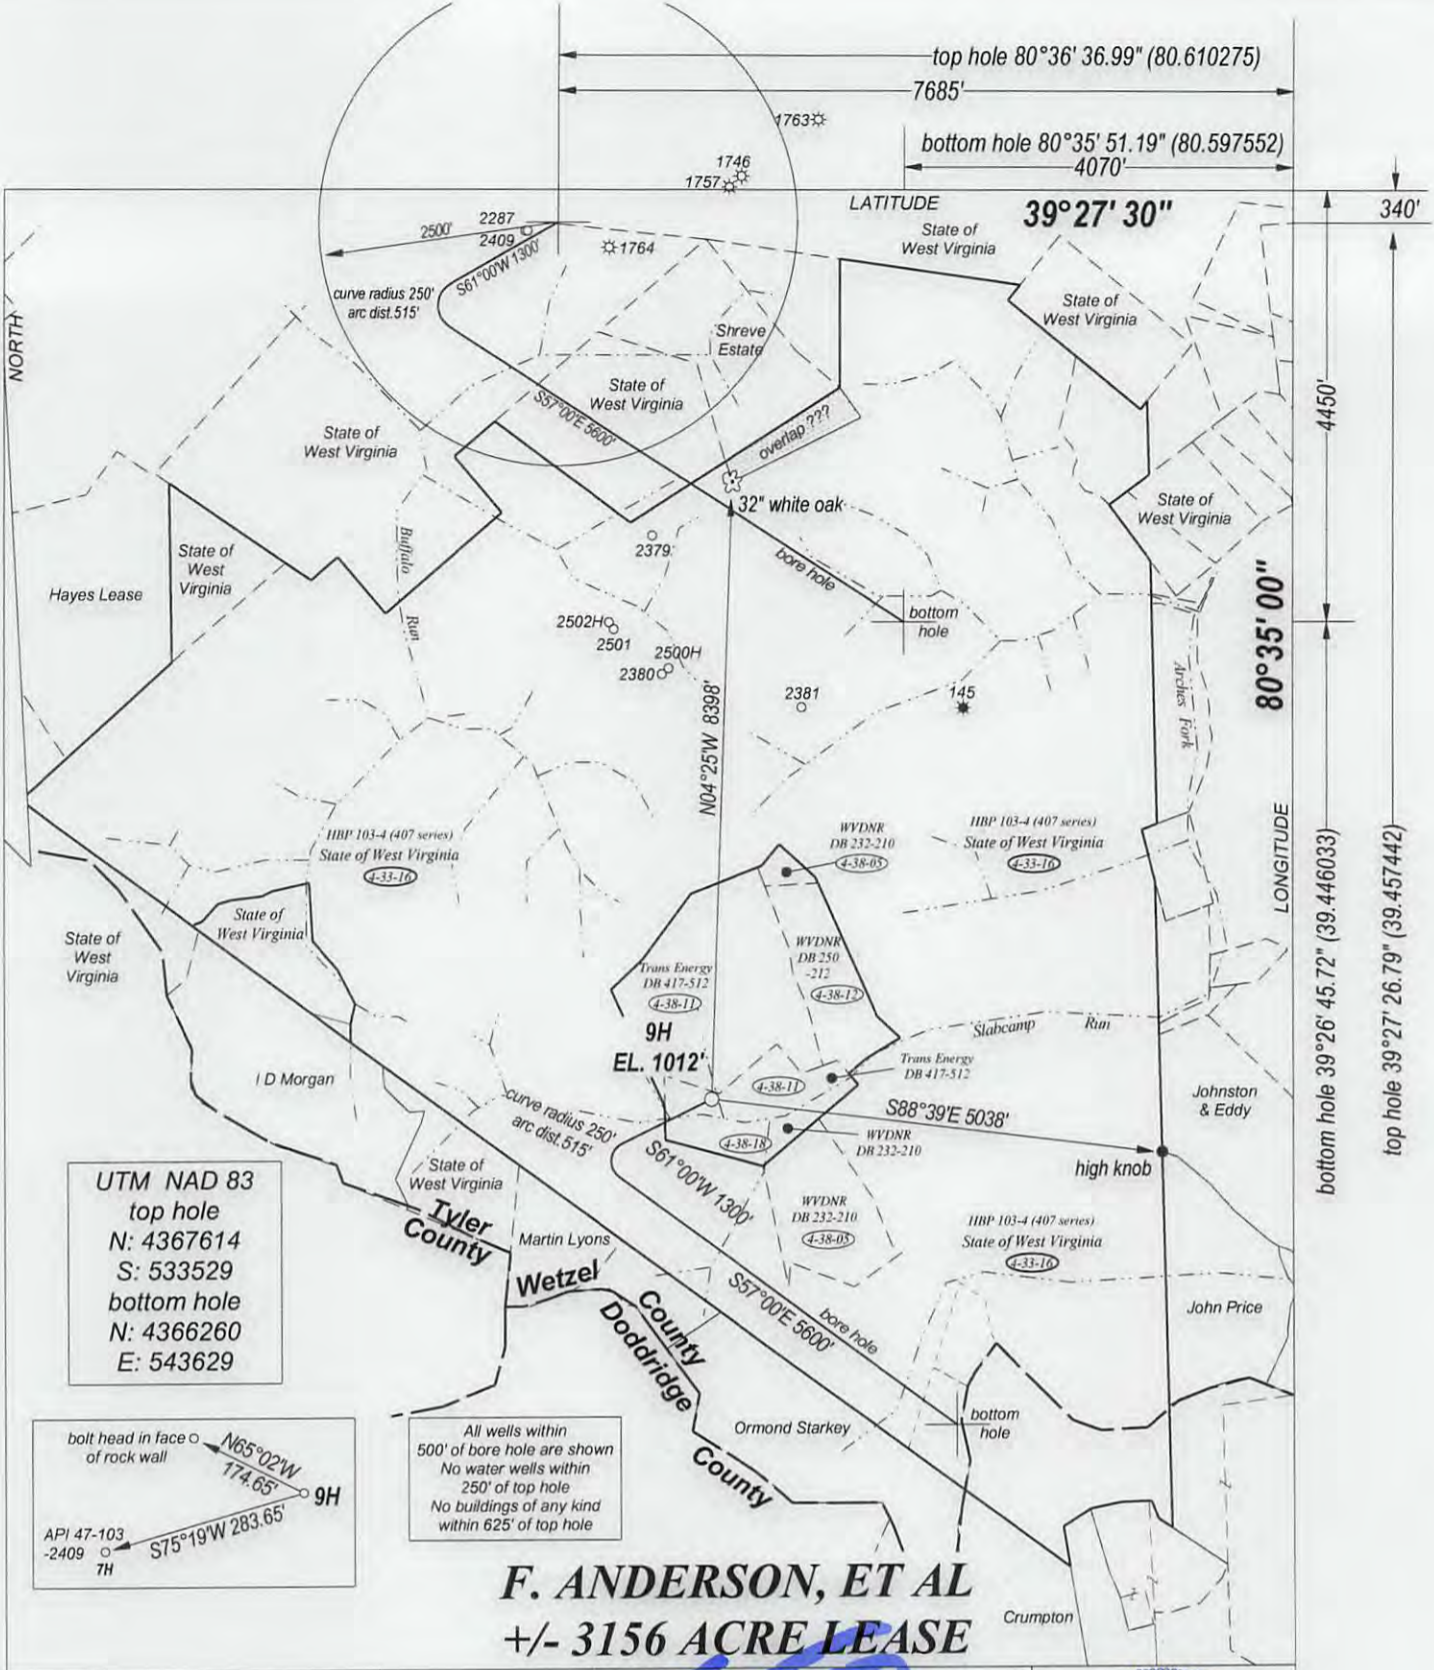 top hole 80°36' 36.99" (80.610275)
7685'
1763
bottom hole 80°35' 51.19" (80.597552)
4070'
1746
1757
LATITUDE
39°27' 30"
340'
State of
West Virginia
2287
2409
2500'
1764
S61°00'W 1300'
curve radius 250'
arc dist.515'
NORTH
State of
West Virginia
Shreve
Estate
State of
West Virginia
S57°00'E 5600'
4450'
State of
West Virginia
overlap ???
32" white oak
State of
West Virginia
Buffalo
Run
2379
bore hole
State of
West
Virginia
Hayes Lease
bottom
hole
80°35' 00"
2502H
2501
2500H
2380
2381
145
Arches Fork
N04°25'W 8398'
LONGITUDE
HBP 103-4 (407 series)
State of West Virginia
4-33-16
WVDNR
DB 232-210
4-38-05
HBP 103-4 (407 series)
State of West Virginia
4-33-16
bottom hole 39°26' 45.72" (39.446033)
top hole 39°27' 26.79" (39.457442)
State of
West Virginia
State of
West
Virginia
WVDNR
DB 250
-212
4-38-12
Trans Energy
DB 417-512
4-38-11
9H
EL. 1012'
Slabcamp Run
Trans Energy
DB 417-512
4-38-11
I D Morgan
curve radius 250'
arc dist.515'
S88°39'E 5038'
Johnston
& Eddy
4-38-18
WVDNR
DB 232-210
high knob
S61°00'W 1300'
State of
West Virginia
UTM NAD 83
top hole
N: 4367614
S: 533529
bottom hole
N: 4366260
E: 543629
Tyler
County
WVDNR
DB 232-210
4-38-05
HBP 103-4 (407 series)
State of West Virginia
4-33-16
Martin Lyons
Wetzel
County
Doddridge
County
S57°00'E 5600'
bore hole
John Price
bottom
hole
Ormond Starkey
bolt head in face
of rock wall
N65°02'W
174.65'
9H
S75°19'W 283.65'
API 47-103
-2409
7H
All wells within
500' of bore hole are shown
No water wells within
250' of top hole
No buildings of any kind
within 625' of top hole
F. ANDERSON, ET AL
+/- 3156 ACRE LEASE
Crumpton